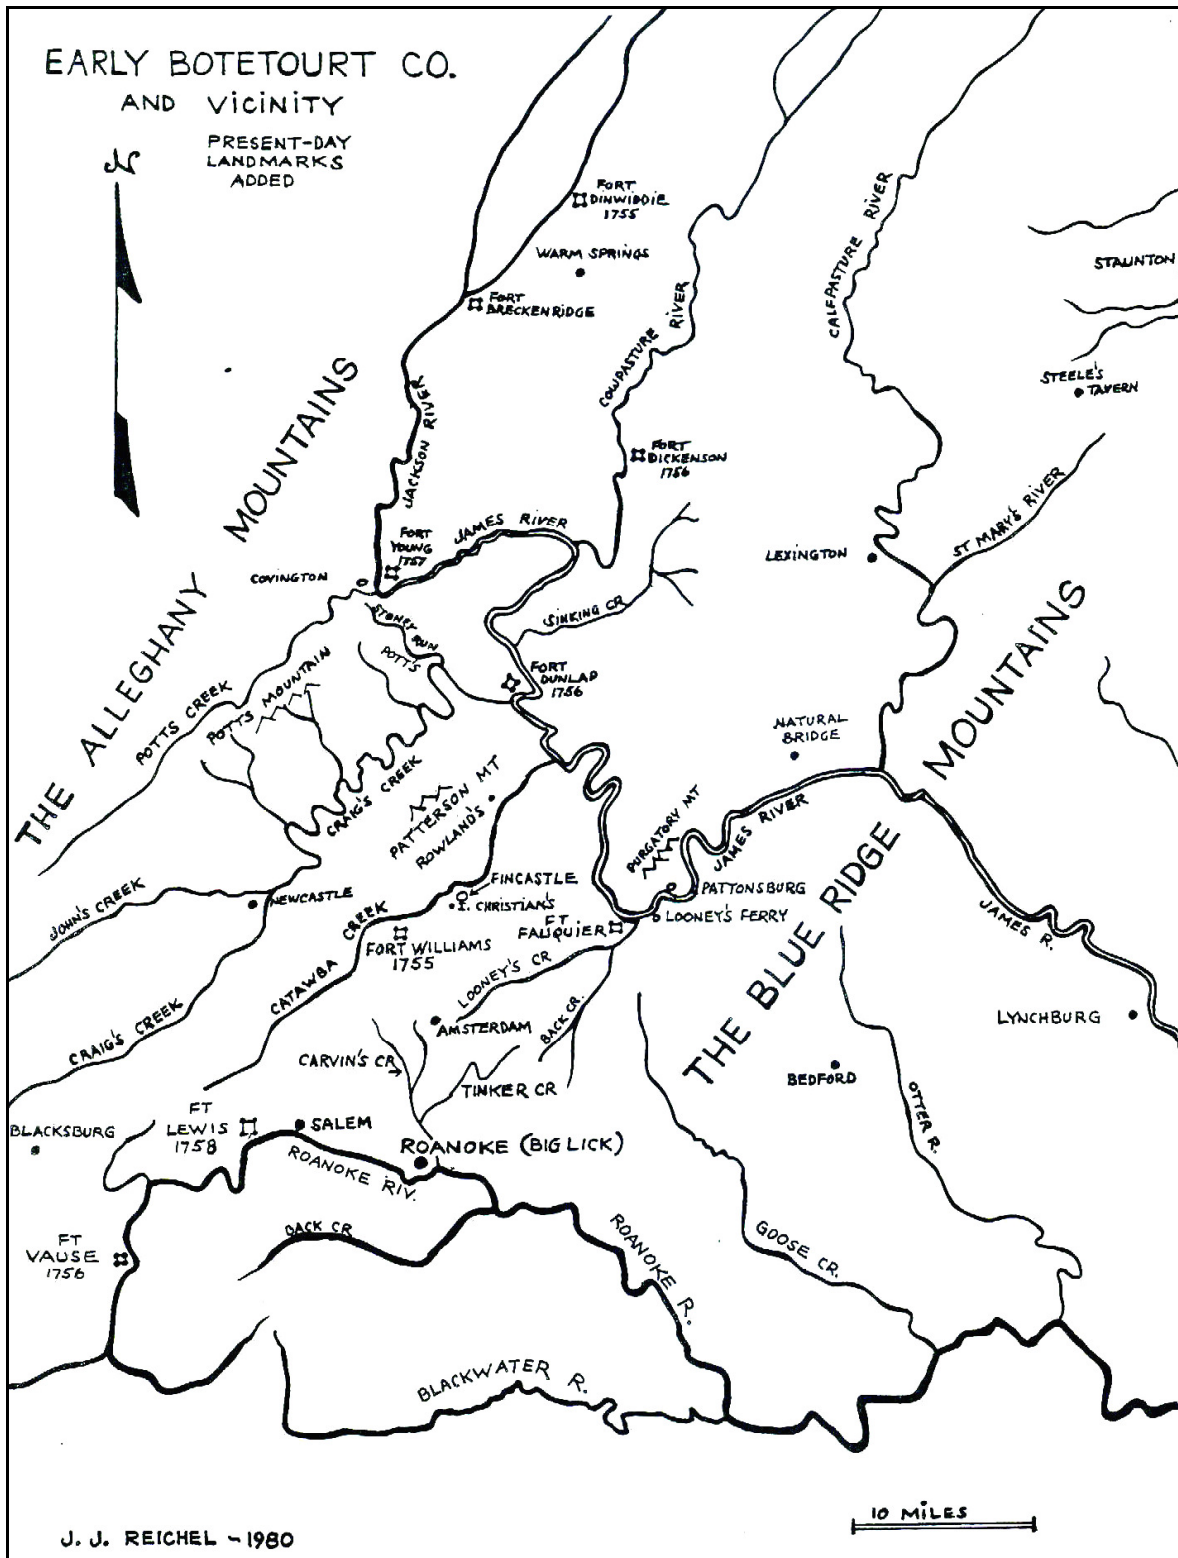 EARLY BOTETOURT CO.
AND VICINITY
PRESENT-DAY
LANDMARKS
ADDED
N
FORT
DINWIDDIE
1755
WARM SPRINGS
FORT
BRECKENRIDGE
COWPASTURE RIVER
CALFPASTURE RIVER
STAUNTON
STEELE'S
TAVERN
JACKSON RIVER
FORT
DICKENSON
1756
THE ALLEGHANY MOUNTAINS
FORT
YOUNG
1757
JAMES RIVER
LEXINGTON
ST MARY'S RIVER
COVINGTON
STONEY RUN
SINKING CR
POTT'S
FORT
DUNLAP
1756
POTTS CREEK
POTTS MOUNTAIN
NATURAL
BRIDGE
CRAIG'S CREEK
PATTERSON MT
ROWLAND'S
PURGATORY MT
JAMES RIVER
THE BLUE RIDGE MOUNTAINS
JOHN'S CREEK
NEWCASTLE
FINCASTLE
I. CHRISTIAN'S
PATTONSBURG
LOONEY'S FERRY
JAMES R.
CATAWBA CREEK
FORT WILLIAMS
1755
FT
FAUQUIER
LOONEY'S CR
CRAIG'S CREEK
AMSTERDAM
BACK CR.
LYNCHBURG
CARVIN'S CR
TINKER CR
BEDFORD
OTTER R.
BLACKSBURG
FT
LEWIS
1758
SALEM
ROANOKE (BIG LICK)
ROANOKE RIV.
BACK CR
FT
VAUSE
1756
ROANOKE R.
GOOSE CR.
BLACKWATER R.
10 MILES
J. J. REICHEL - 1980